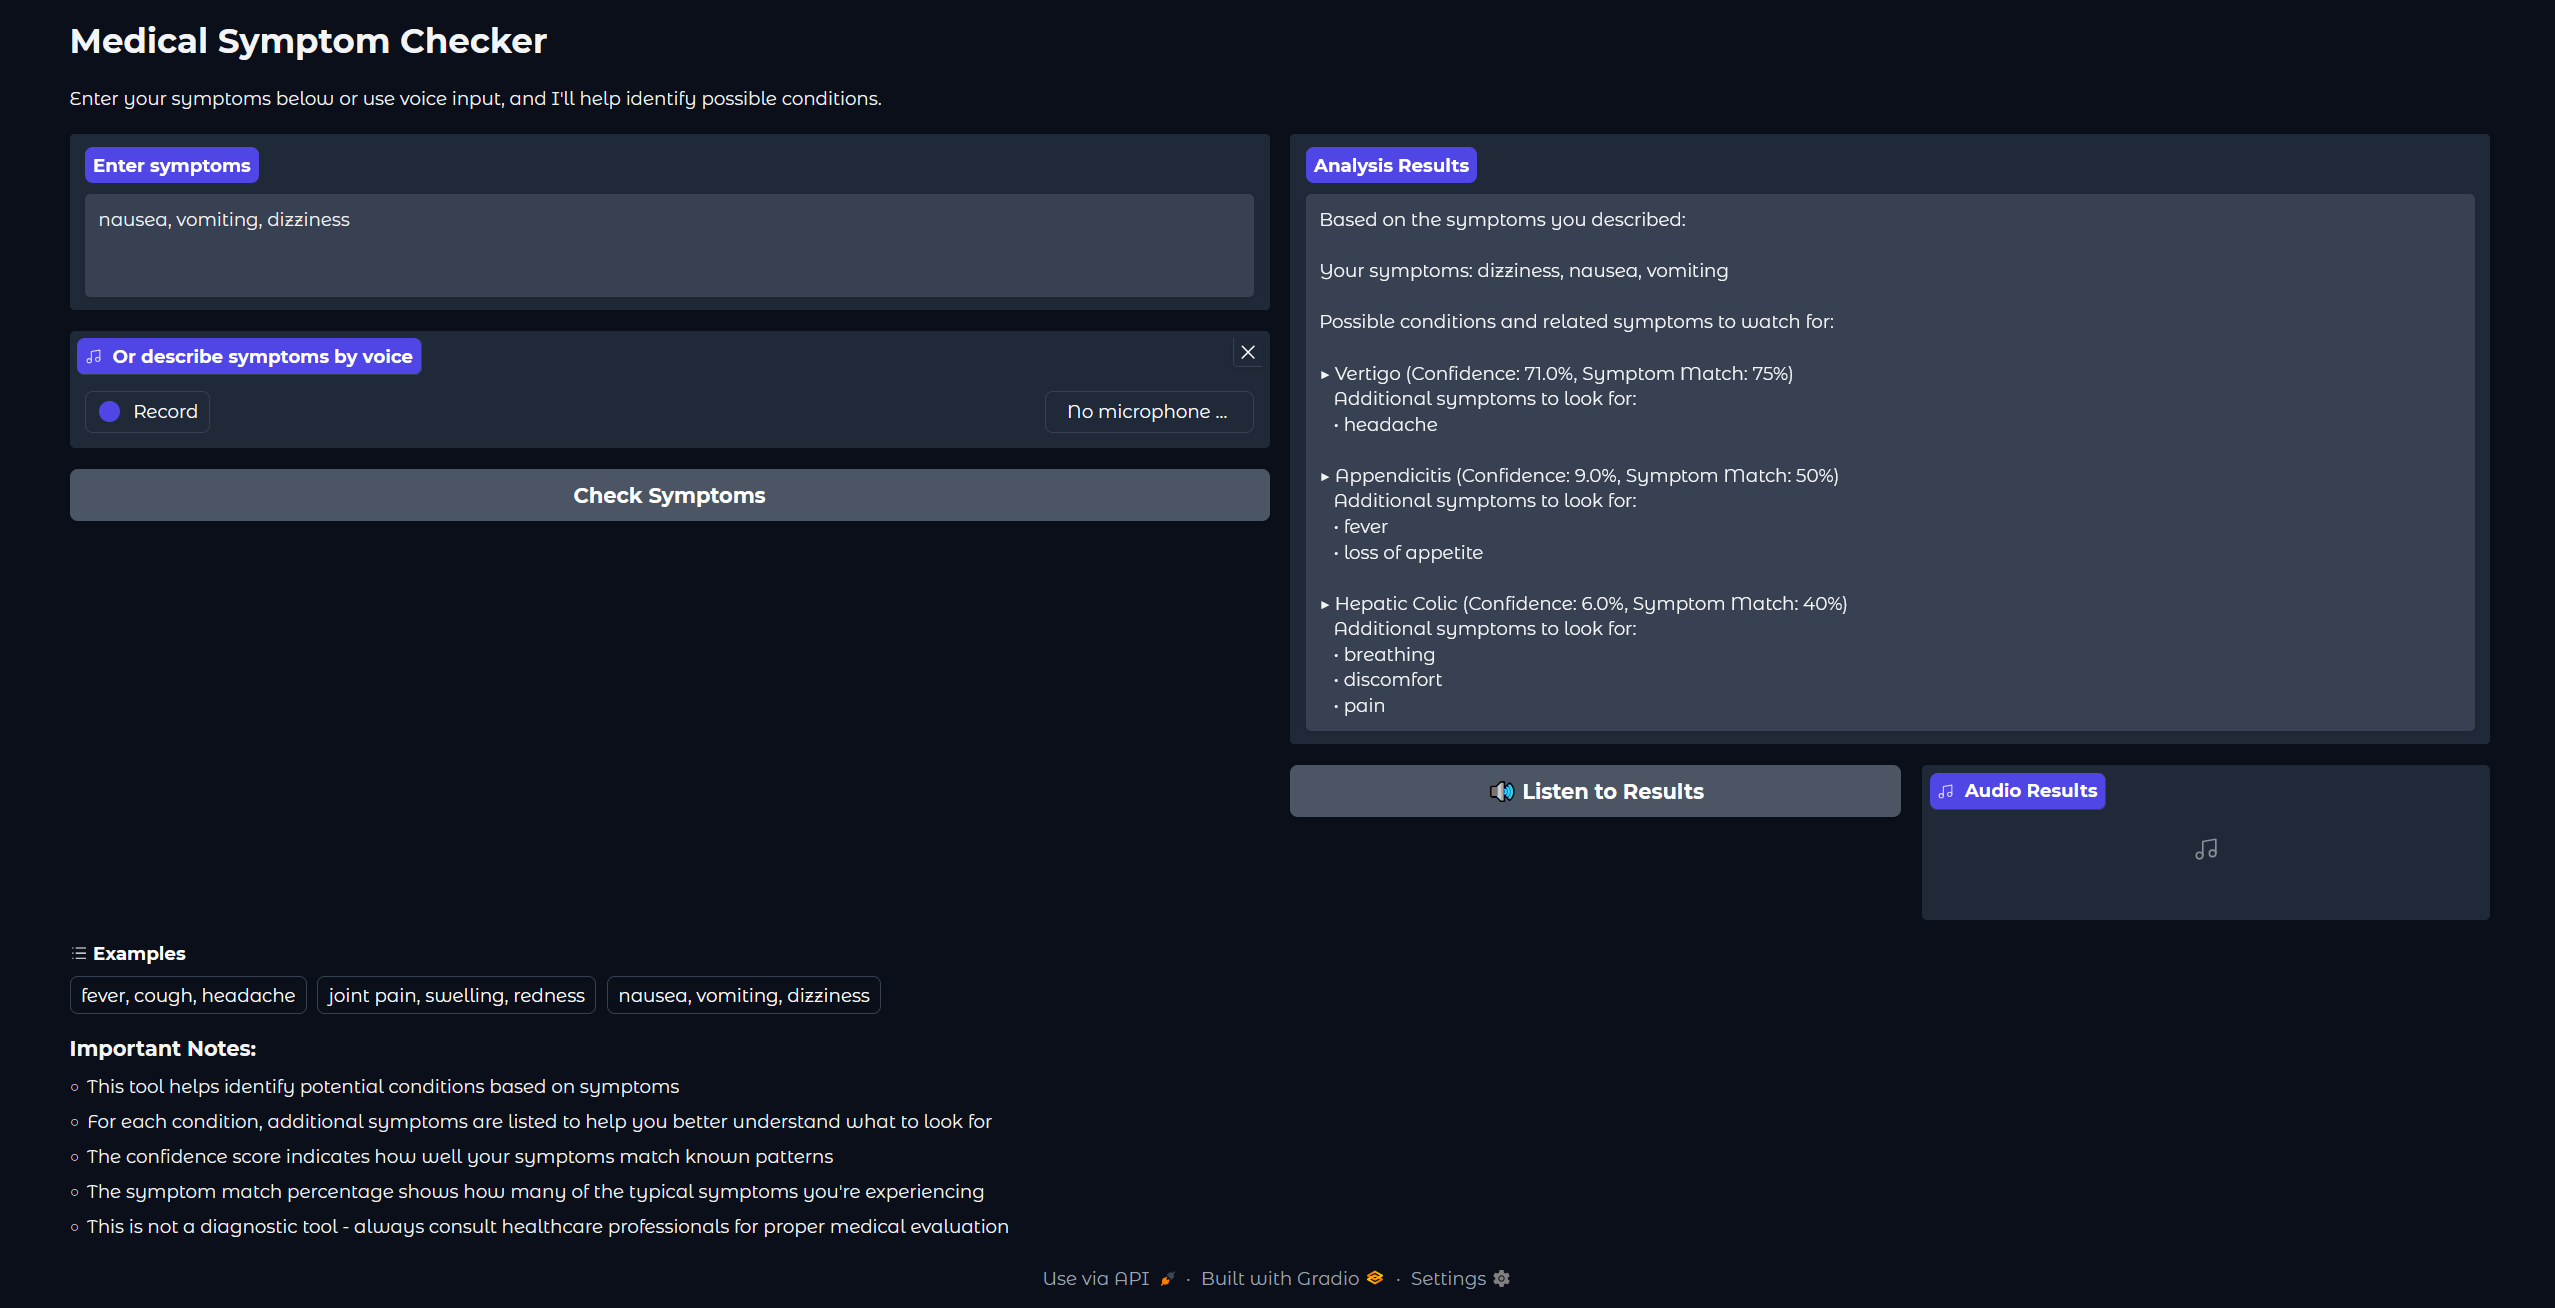 Medical Symptom Checker
Enter your symptoms below or use voice input, and I'll help identify possible conditions.
Enter symptoms
nausea, vomiting, dizziness
Or describe symptoms by voice
Record
No microphone ...
Check Symptoms
Analysis Results
Based on the symptoms you described:
Your symptoms: dizziness, nausea, vomiting
Possible conditions and related symptoms to watch for:
▸ Vertigo (Confidence: 71.0%, Symptom Match: 75%)
Additional symptoms to look for:
• headache
▸ Appendicitis (Confidence: 9.0%, Symptom Match: 50%)
Additional symptoms to look for:
• fever
• loss of appetite
▸ Hepatic Colic (Confidence: 6.0%, Symptom Match: 40%)
Additional symptoms to look for:
• breathing
• discomfort
• pain
Listen to Results
Audio Results
Examples
fever, cough, headache
joint pain, swelling, redness
nausea, vomiting, dizziness
Important Notes:
◦ This tool helps identify potential conditions based on symptoms
◦ For each condition, additional symptoms are listed to help you better understand what to look for
◦ The confidence score indicates how well your symptoms match known patterns
◦ The symptom match percentage shows how many of the typical symptoms you're experiencing
◦ This is not a diagnostic tool - always consult healthcare professionals for proper medical evaluation
Use via API · Built with Gradio · Settings